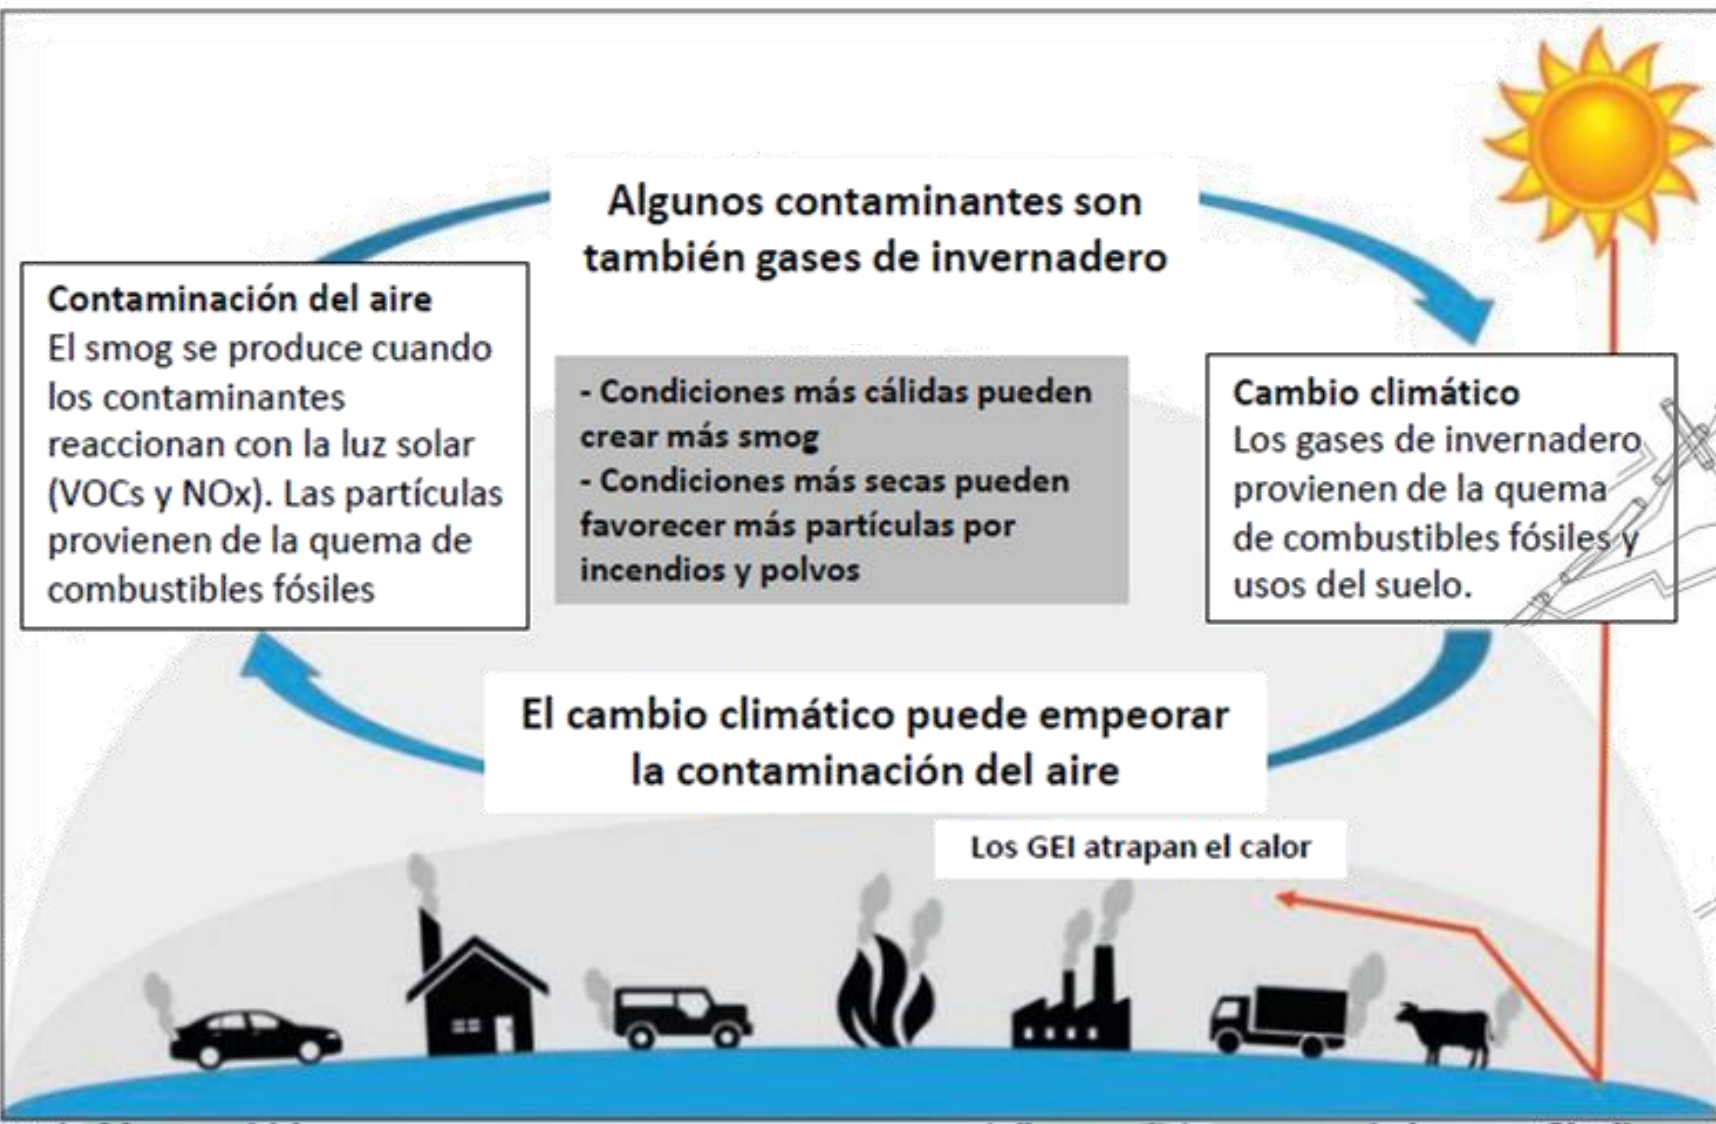 Algunos contaminantes son
también gases de invernadero
Contaminación del aire
El smog se produce cuando
los contaminantes
reaccionan con la luz solar
(VOCs y NOx). Las partículas
provienen de la quema de
combustibles fósiles
- Condiciones más cálidas pueden
crear más smog
- Condiciones más secas pueden
favorecer más partículas por
incendios y polvos
Cambio climático
Los gases de invernadero
provienen de la quema
de combustibles fósiles y
usos del suelo.
El cambio climático puede empeorar
la contaminación del aire
Los GEI atrapan el calor